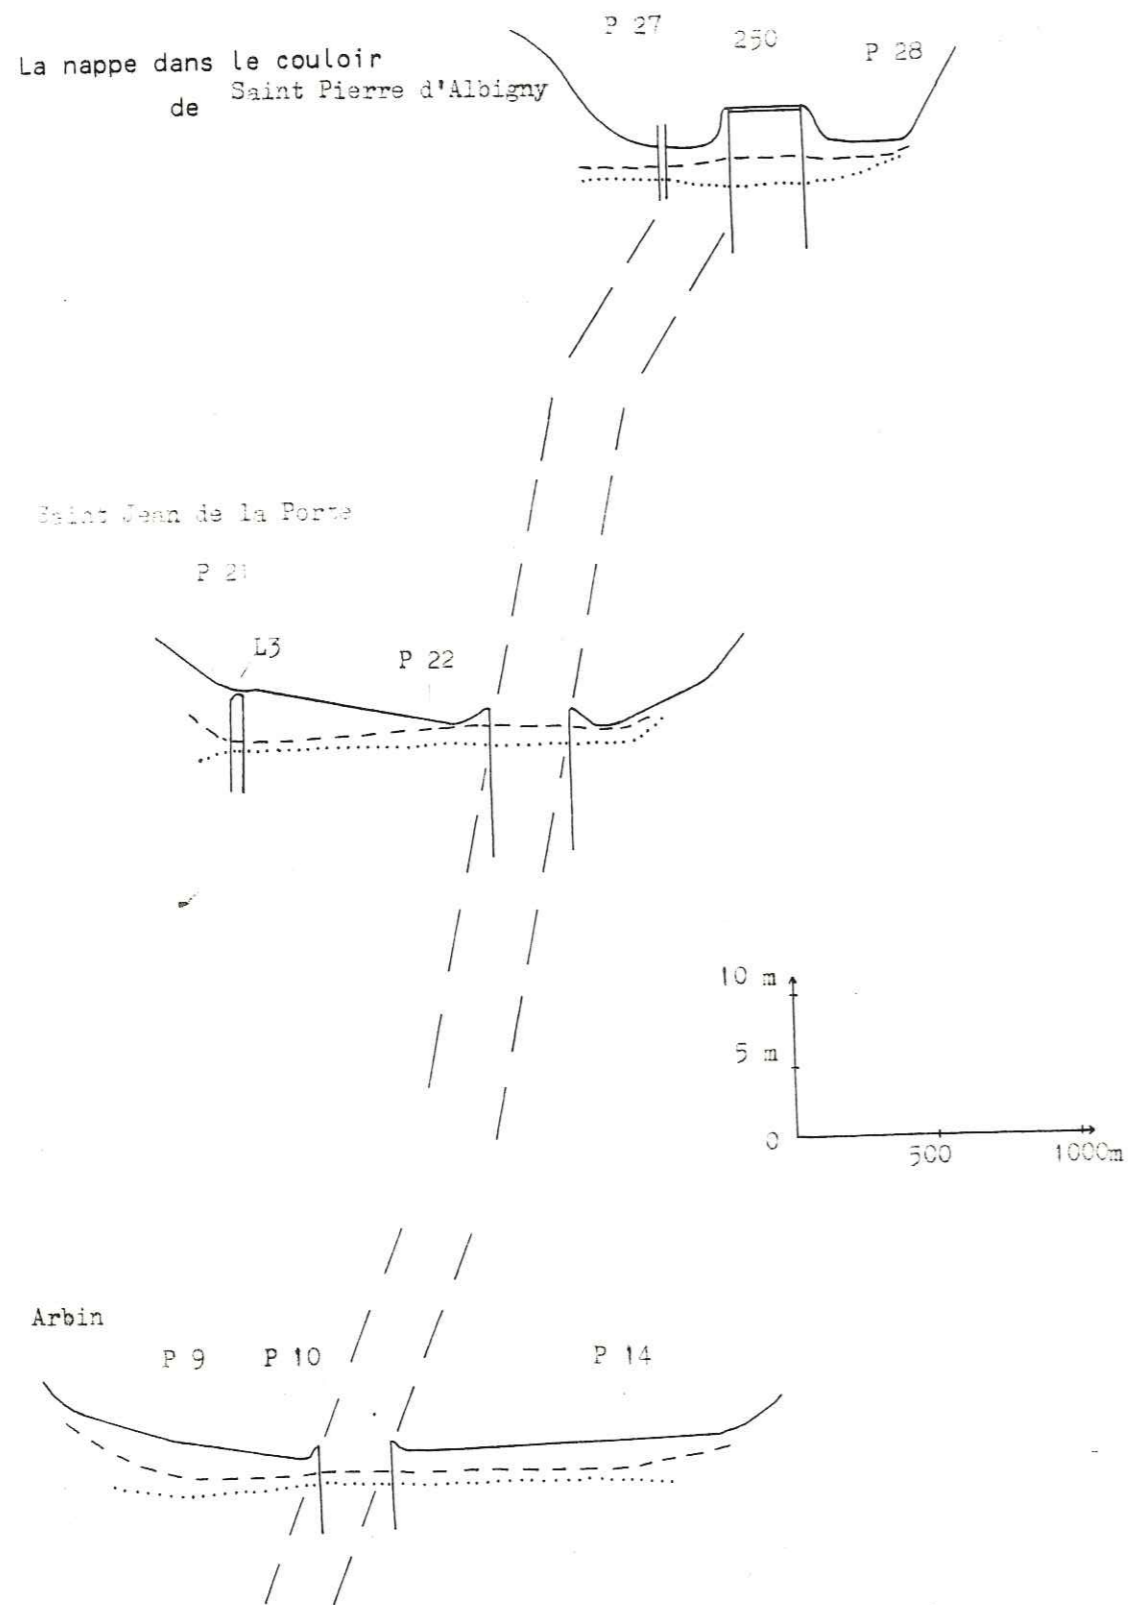 P 27
250
P 28
La nappe dans le couloir
de Saint Pierre d'Albigny
Saint Jean de la Porte
P 21
L3
P 22
10 m
5 m
0
500
1000m
Arbin
P 9
P 10
P 14